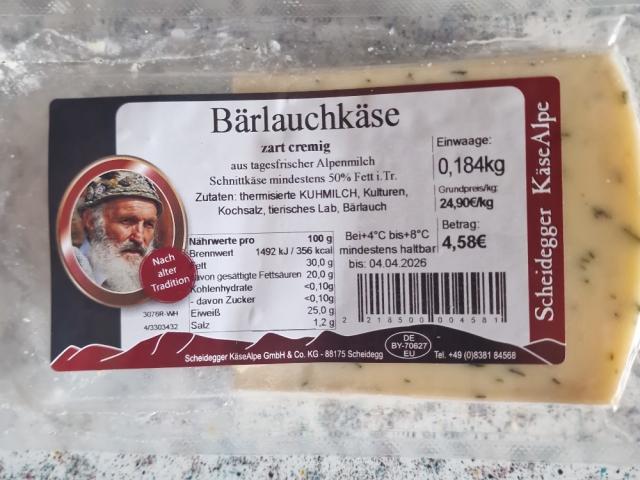 Bärlauchkäse
zart cremig
aus tagesfrischer Alpenmilch
Schnittkäse mindestens 50% Fett i.Tr.
Zutaten: thermisierte KUHMILCH, Kulturen,
Kochsalz, tierisches Lab, Bärlauch
Einwaage:
0,184kg
Grundpreis/kg:
24,90€/kg
Betrag:
4,58€
Bei+4°C bis+8°C
mindestens haltbar
bis: 04.04.2026
Nährwerte pro 100 g
Brennwert 1492 kJ / 356 kcal
Fett 30,0 g
davon gesättigte Fettsäuren 20,0 g
Kohlenhydrate <0,10g
- davon Zucker <0,10g
Eiweiß 25,0 g
Salz 1,2 g
Nach
alter
Tradition
3076R-WH
4/3303432
2 218500 004581
Scheidegger KäseAlpe GmbH & Co. KG - 88175 Scheidegg
DE
BY-70627
EU
Tel. +49 (0)8381 84568
Scheidegger KäseAlpe